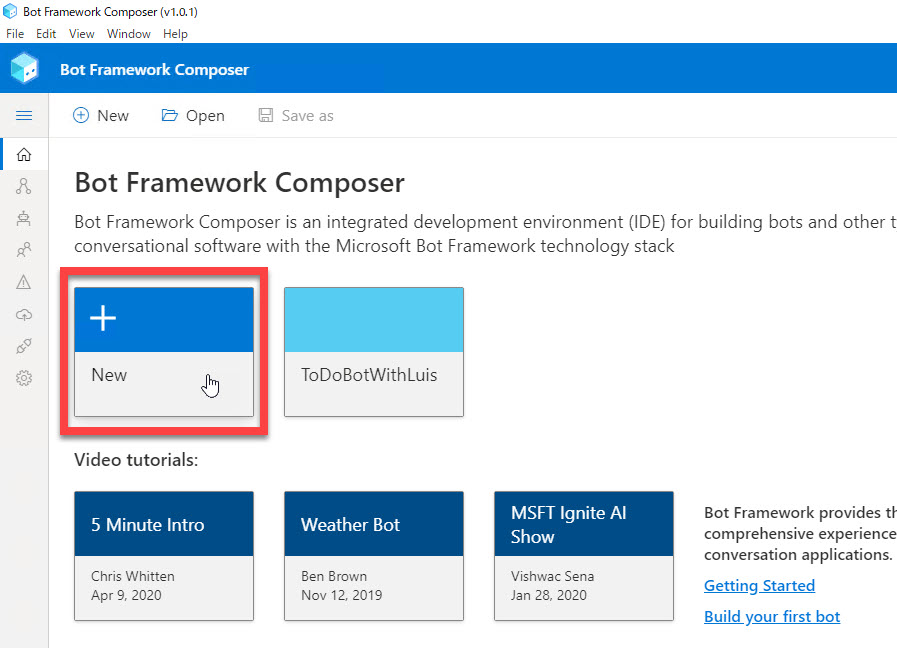 Bot Framework Composer (v1.0.1)
File Edit View Window Help
Bot Framework Composer
New Open Save as
Bot Framework Composer
Bot Framework Composer is an integrated development environment (IDE) for building bots and other t
conversational software with the Microsoft Bot Framework technology stack
New
ToDoBotWithLuis
Video tutorials:
5 Minute Intro
Chris Whitten
Apr 9, 2020
Weather Bot
Ben Brown
Nov 12, 2019
MSFT Ignite AI
Show
Vishwac Sena
Jan 28, 2020
Bot Framework provides th
comprehensive experience
conversation applications.
Getting Started
Build your first bot